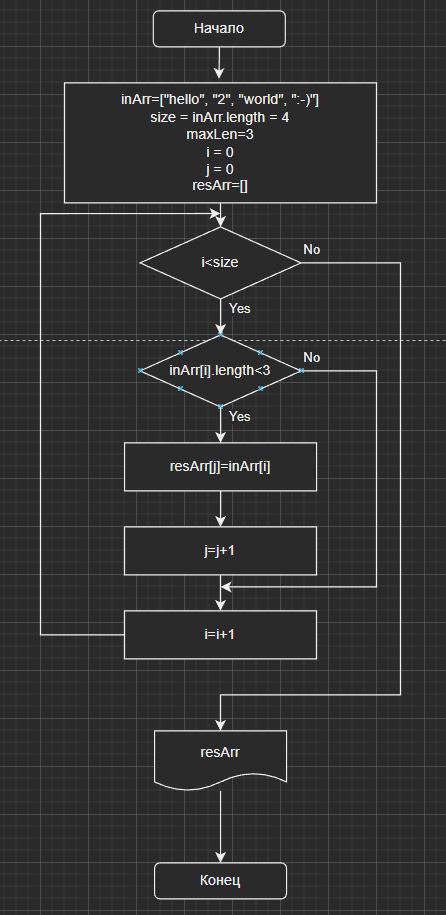 Начало
inArr=["hello", "2", "world", ":-)"]
size = inArr.length = 4
maxLen=3
i = 0
j = 0
resArr=[]
i<size
No
Yes
inArr[i].length<3
No
Yes
resArr[j]=inArr[i]
j=j+1
i=i+1
resArr
Конец